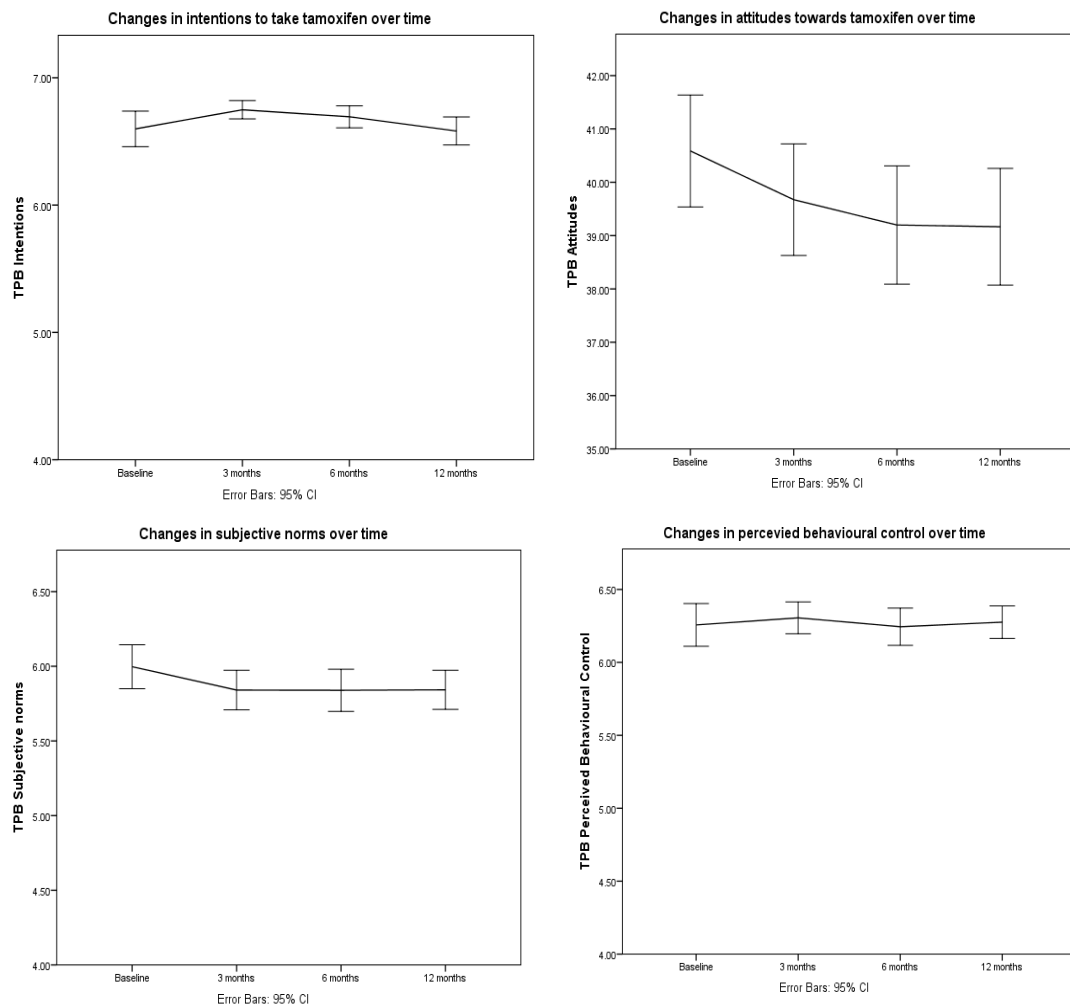 Changes in intentions to take tamoxifen over time
7.00
6.00
5.00
4.00
TPB Intentions
Baseline 3 months 6 months 12 months
Error Bars: 95% CI
Changes in attitudes towards tamoxifen over time
42.00
41.00
40.00
39.00
38.00
37.00
36.00
35.00
TPB Attitudes
Baseline 3 months 6 months 12 months
Error Bars: 95% CI
Changes in subjective norms over time
6.50
6.00
5.50
5.00
4.50
4.00
TPB Subjective norms
Baseline 3 months 6 months 12 months
Error Bars: 95% CI
Changes in percevied behavioural control over time
6.50
6.00
5.50
5.00
4.50
4.00
TPB Perceived Behavioural Control
Baseline 3 months 6 months 12 months
Error Bars: 95% CI